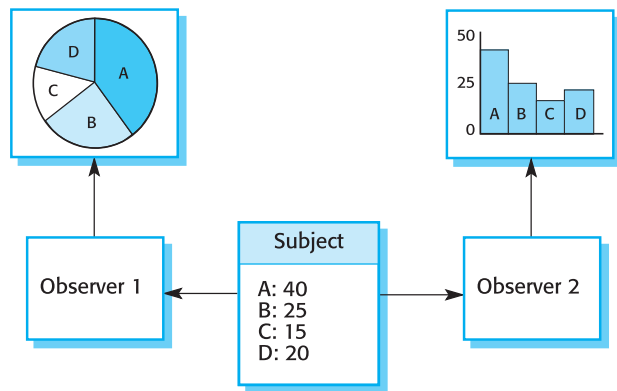 D
A
C
B
50
25
0
A B C D
Observer 1
Subject
A: 40
B: 25
C: 15
D: 20
Observer 2